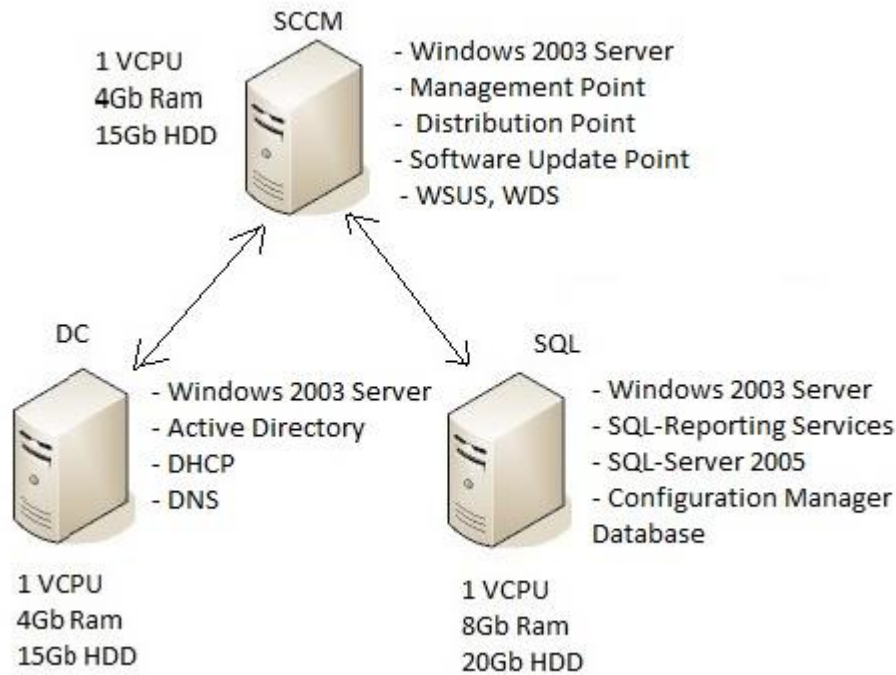 SCCM
1 VCPU
4Gb Ram
15Gb HDD
- Windows 2003 Server
- Management Point
- Distribution Point
- Software Update Point
- WSUS, WDS
DC
- Windows 2003 Server
- Active Directory
- DHCP
- DNS
1 VCPU
4Gb Ram
15Gb HDD
SQL
- Windows 2003 Server
- SQL-Reporting Services
- SQL-Server 2005
- Configuration Manager
Database
1 VCPU
8Gb Ram
20Gb HDD